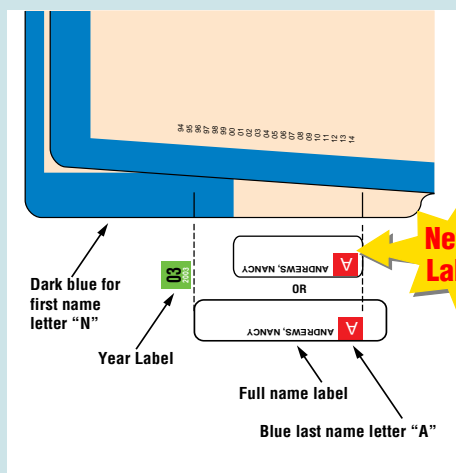 94
95
96
97
98
99
00
01
02
03
04
05
06
07
08
09
10
11
12
13
14
ANDREWS, NANCY A
03
2003
OR
ANDREWS, NANCY A
Dark blue for
first name
letter “N”
Year Label
Full name label
Blue last name letter “A”